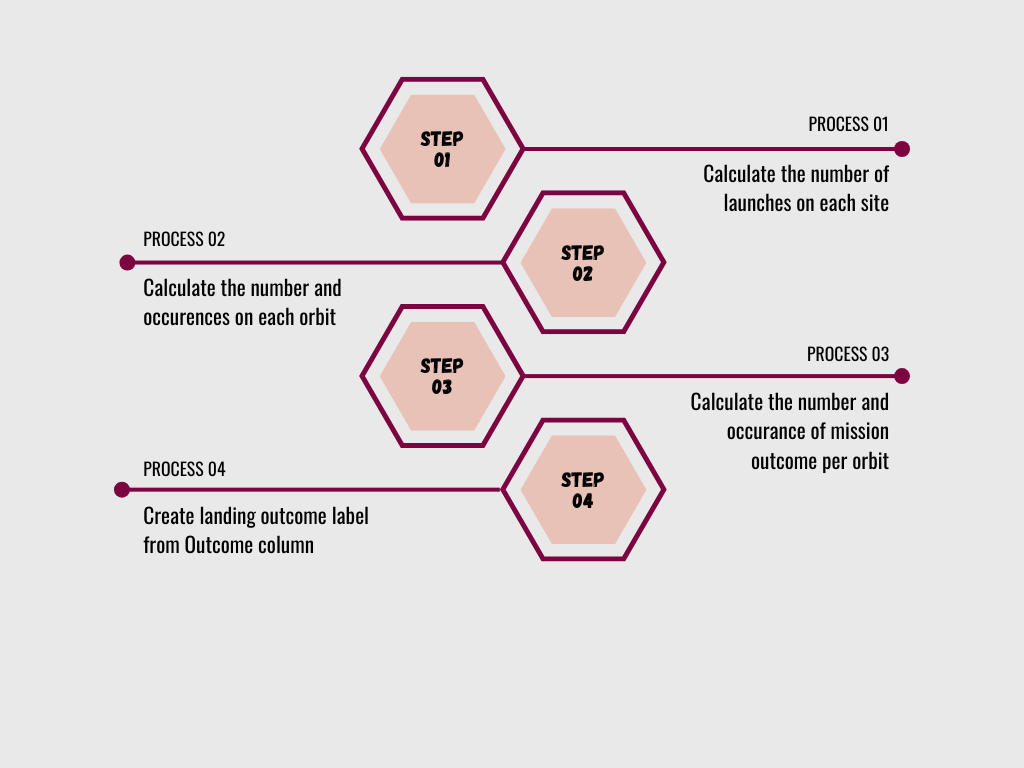 STEP
01
PROCESS 01
Calculate the number of
launches on each site
STEP
02
PROCESS 02
Calculate the number and
occurences on each orbit
STEP
03
PROCESS 03
Calculate the number and
occurance of mission
outcome per orbit
STEP
04
PROCESS 04
Create landing outcome label
from Outcome column